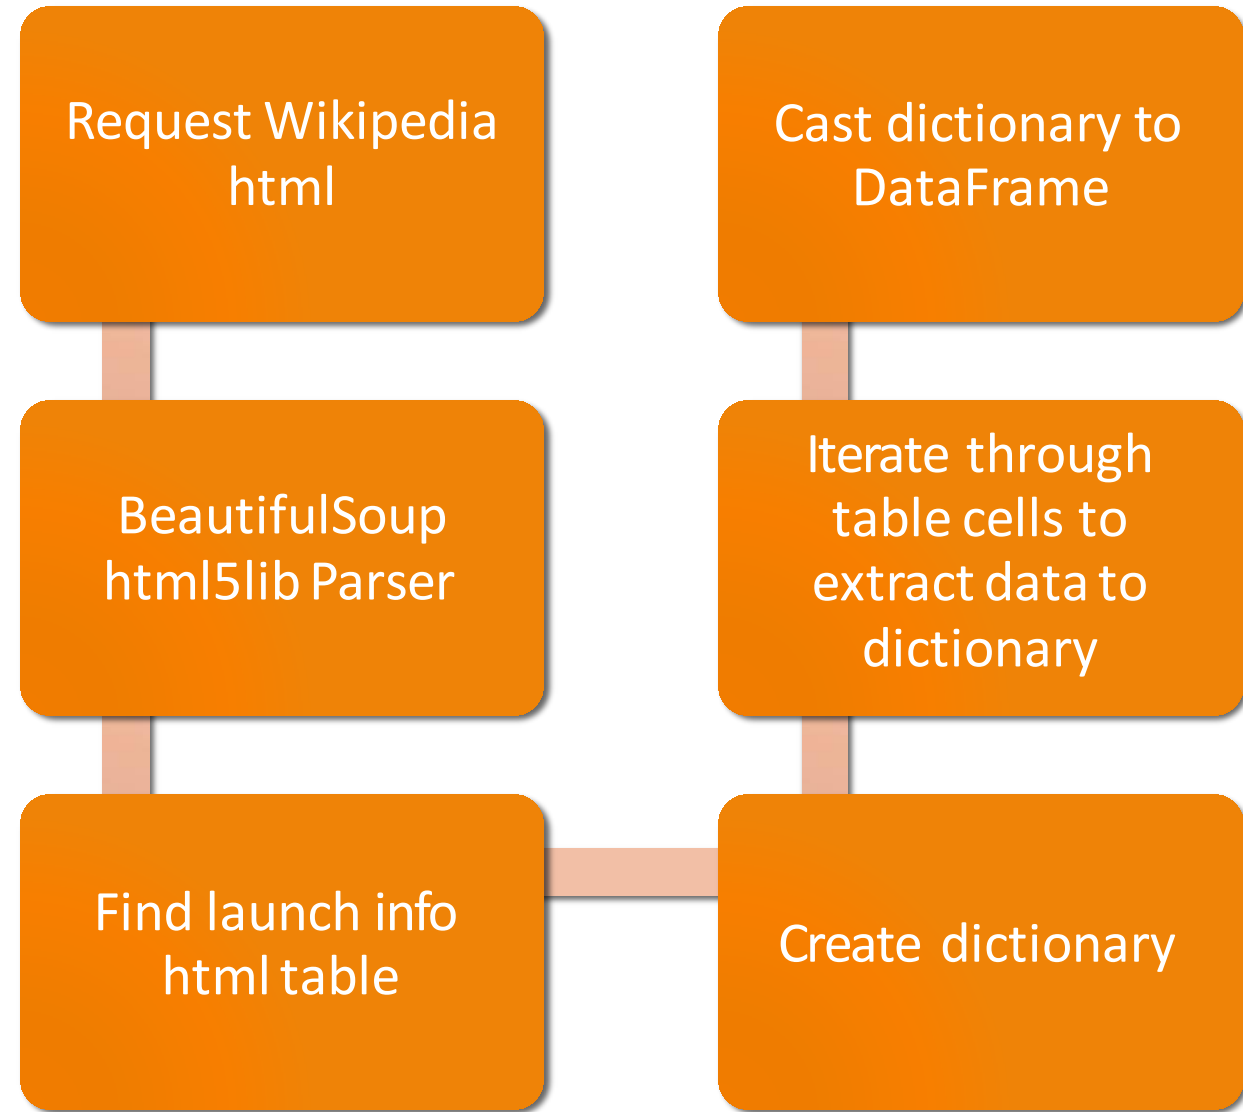 Request Wikipedia
html
BeautifulSoup
html5lib Parser
Find launch info
html table
Create dictionary
Iterate through
table cells to
extract data to
dictionary
Cast dictionary to
DataFrame